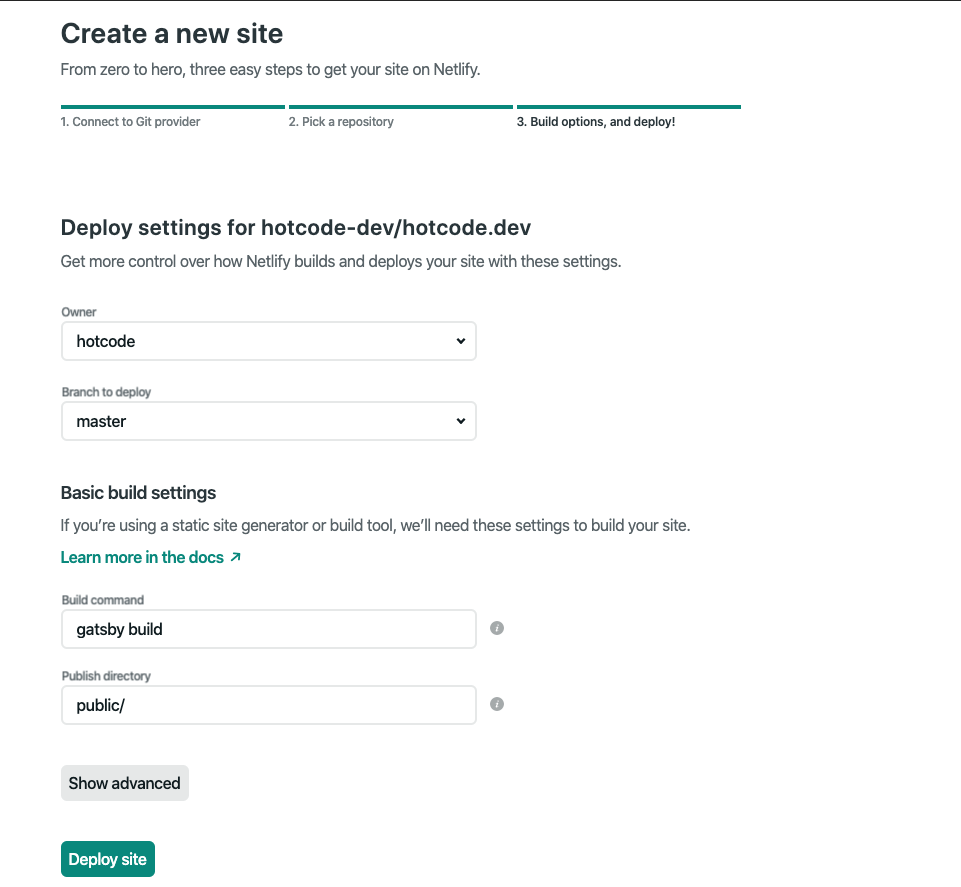 Create a new site
From zero to hero, three easy steps to get your site on Netlify.
1. Connect to Git provider
2. Pick a repository
3. Build options, and deploy!
Deploy settings for hotcode-dev/hotcode.dev
Get more control over how Netlify builds and deploys your site with these settings.
Owner
hotcode
Branch to deploy
master
Basic build settings
If you’re using a static site generator or build tool, we’ll need these settings to build your site.
Learn more in the docs ↗
Build command
gatsby build
i
Publish directory
public/
i
Show advanced
Deploy site